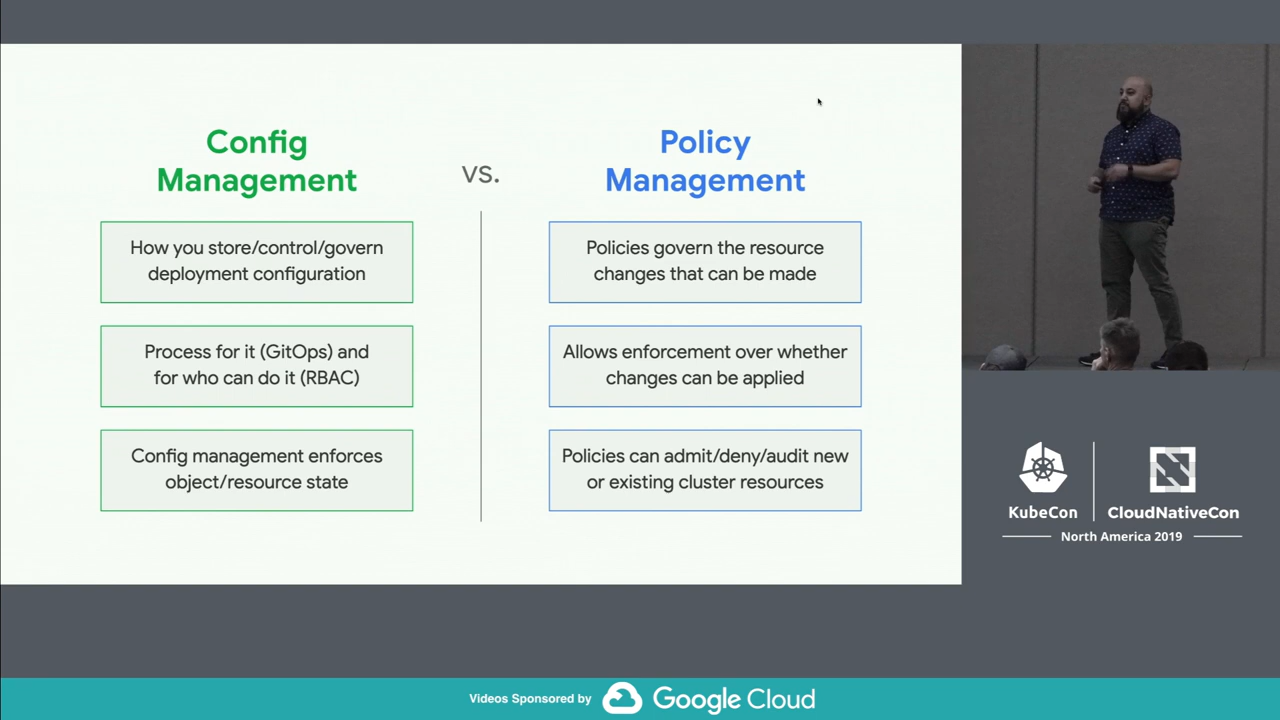 Config
Management
vs.
Policy
Management
How you store/control/govern
deployment configuration
Process for it (GitOps) and
for who can do it (RBAC)
Config management enforces
object/resource state
Policies govern the resource
changes that can be made
Allows enforcement over whether
changes can be applied
Policies can admit/deny/audit new
or existing cluster resources
KubeCon
CloudNativeCon
North America 2019
Videos Sponsored by
Google Cloud